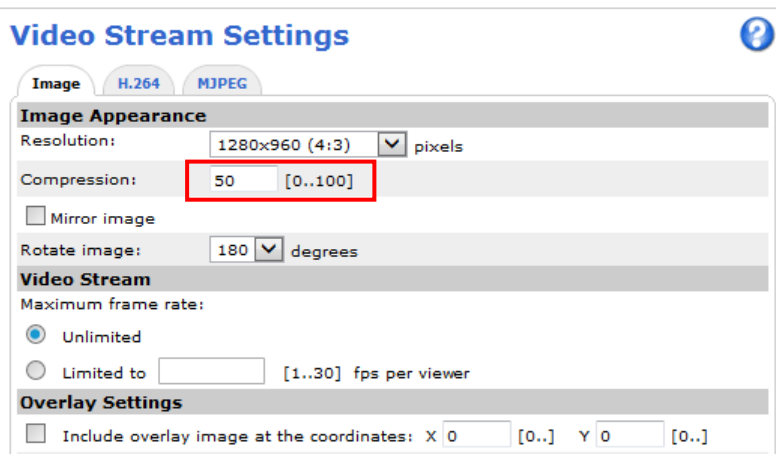 Video Stream Settings
Image H.264 MJPEG
Image Appearance
Resolution: 1280x960 (4:3) pixels
Compression: 50 [0..100]
Mirror image
Rotate image: 180 degrees
Video Stream
Maximum frame rate:
Unlimited
Limited to [1..30] fps per viewer
Overlay Settings
Include overlay image at the coordinates: X 0 [0..] Y 0 [0..]